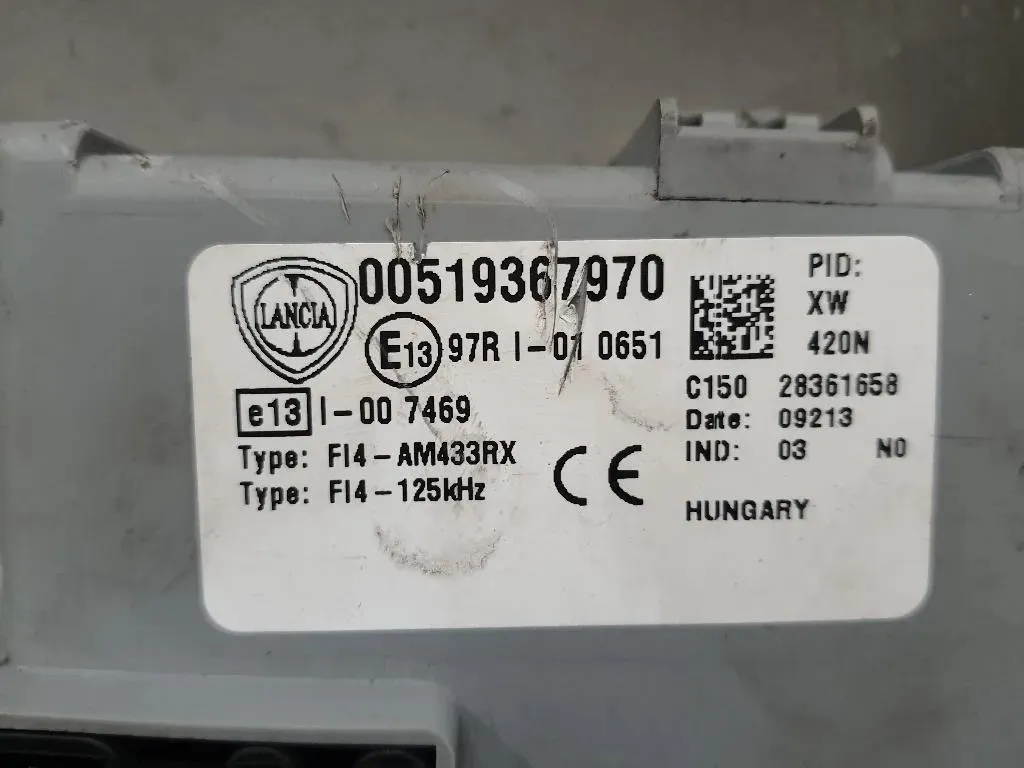 LANCIA
00519367970
E13 97R I-01 0651
e13 I-00 7469
Type: FI4-AM433RX
Type: FI4-125kHz
CE
PID:
XW
420N
C150 28361658
Date: 09213
IND: 03 N0
HUNGARY